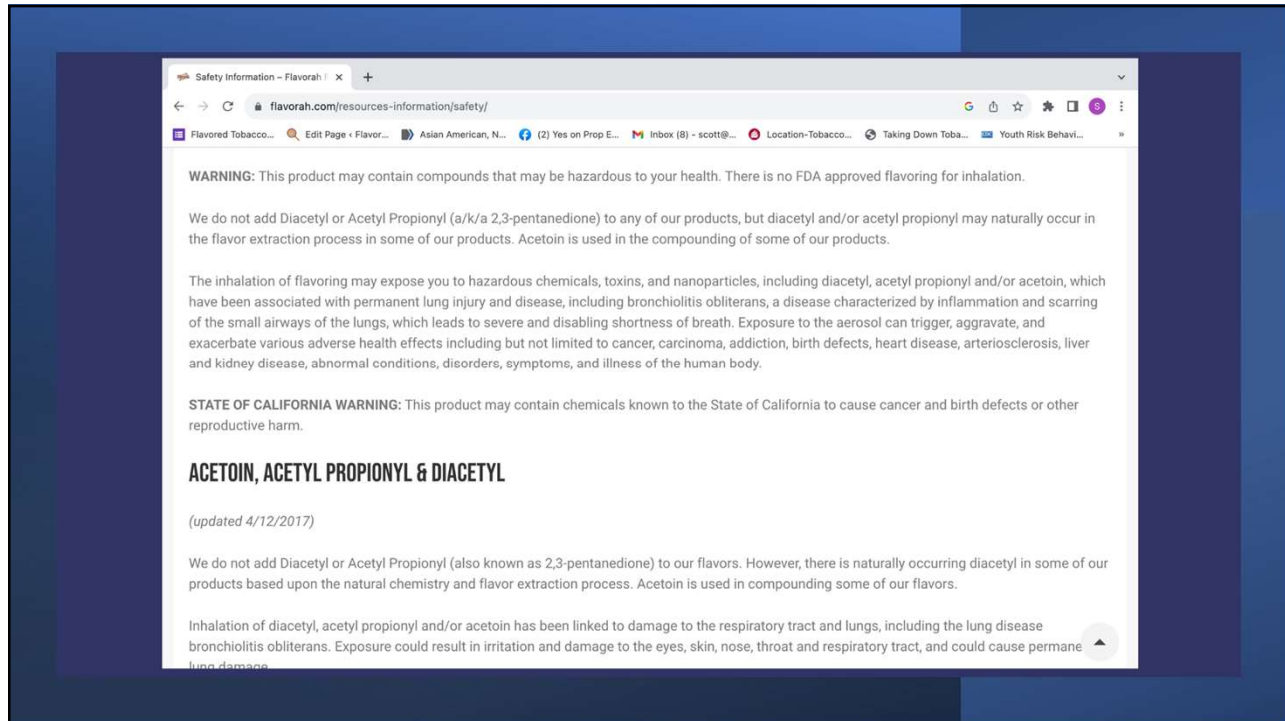 Safety Information – Flavorah
flavorah.com/resources-information/safety/
Flavored Tobacco... Edit Page ‹ Flavor... Asian American, N... (2) Yes on Prop E... Inbox (8) - scott@... Location-Tobacco... Taking Down Toba... Youth Risk Behavi... »
WARNING: This product may contain compounds that may be hazardous to your health. There is no FDA approved flavoring for inhalation.
We do not add Diacetyl or Acetyl Propionyl (a/k/a 2,3-pentanedione) to any of our products, but diacetyl and/or acetyl propionyl may naturally occur in
the flavor extraction process in some of our products. Acetoin is used in the compounding of some of our products.
The inhalation of flavoring may expose you to hazardous chemicals, toxins, and nanoparticles, including diacetyl, acetyl propionyl and/or acetoin, which
have been associated with permanent lung injury and disease, including bronchiolitis obliterans, a disease characterized by inflammation and scarring
of the small airways of the lungs, which leads to severe and disabling shortness of breath. Exposure to the aerosol can trigger, aggravate, and
exacerbate various adverse health effects including but not limited to cancer, carcinoma, addiction, birth defects, heart disease, arteriosclerosis, liver
and kidney disease, abnormal conditions, disorders, symptoms, and illness of the human body.
STATE OF CALIFORNIA WARNING: This product may contain chemicals known to the State of California to cause cancer and birth defects or other
reproductive harm.
ACETOIN, ACETYL PROPIONYL & DIACETYL
(updated 4/12/2017)
We do not add Diacetyl or Acetyl Propionyl (also known as 2,3-pentanedione) to our flavors. However, there is naturally occurring diacetyl in some of our
products based upon the natural chemistry and flavor extraction process. Acetoin is used in compounding some of our flavors.
Inhalation of diacetyl, acetyl propionyl and/or acetoin has been linked to damage to the respiratory tract and lungs, including the lung disease
bronchiolitis obliterans. Exposure could result in irritation and damage to the eyes, skin, nose, throat and respiratory tract, and could cause permane
lung damage